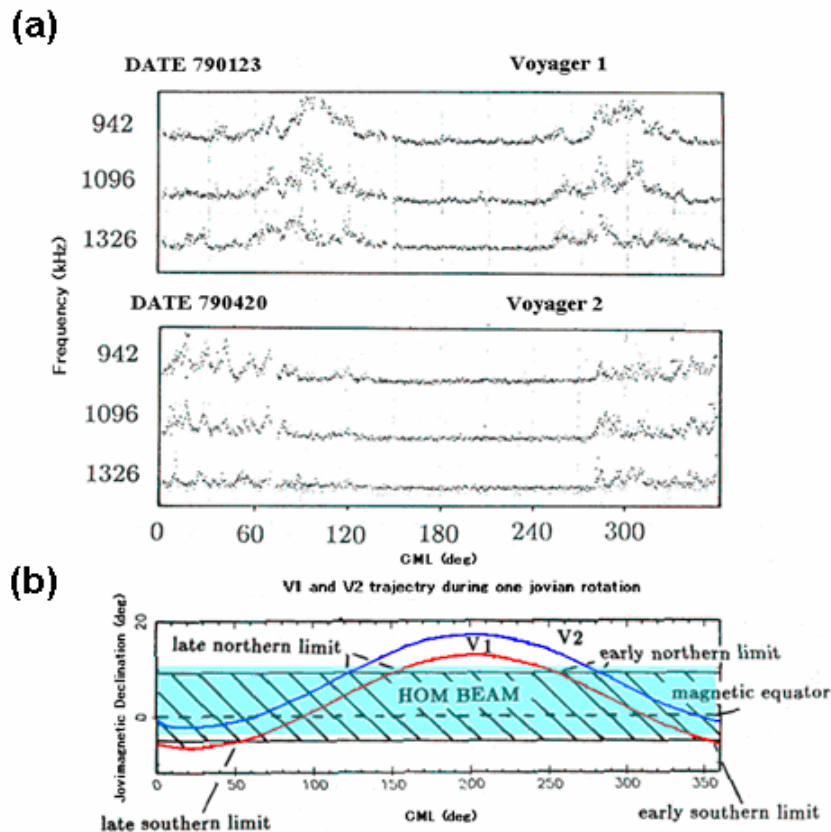 (a)
DATE 790123 Voyager 1
942
1096
1326
Frequency (kHz)
DATE 790420 Voyager 2
942
1096
1326
0 60 120 180 240 300
CML (deg)
(b)
V1 and V2 trajectry during one jovian rotation
Jovimagnetic Declination (deg)
20
0
late northern limit
V1
V2
early northern limit
HOM BEAM
magnetic equator
0 50 100 150 200 250 300 350
late southern limit
CML (deg)
early southern limit